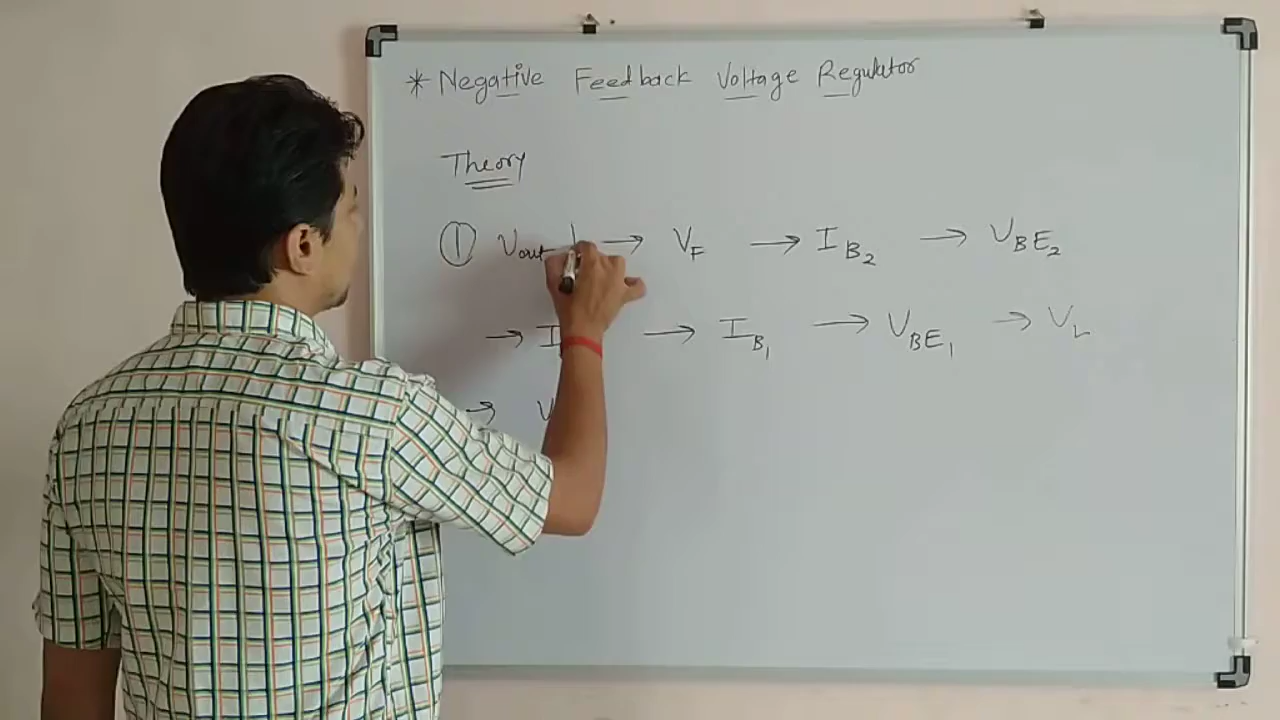 * Negative Feedback Voltage Regulator
Theory
① Vout → VF → IB2 → VBE2
→ I → IB1 → VBE1 → VL
→ V